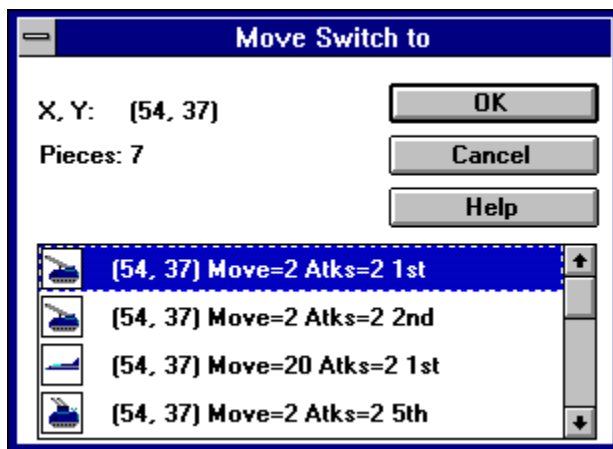 Move Switch to
X, Y: (54, 37)
OK
Pieces: 7
Cancel
Help
(54, 37) Move=2 Atks=2 1st
(54, 37) Move=2 Atks=2 2nd
(54, 37) Move=20 Atks=2 1st
(54, 37) Move=2 Atks=2 5th